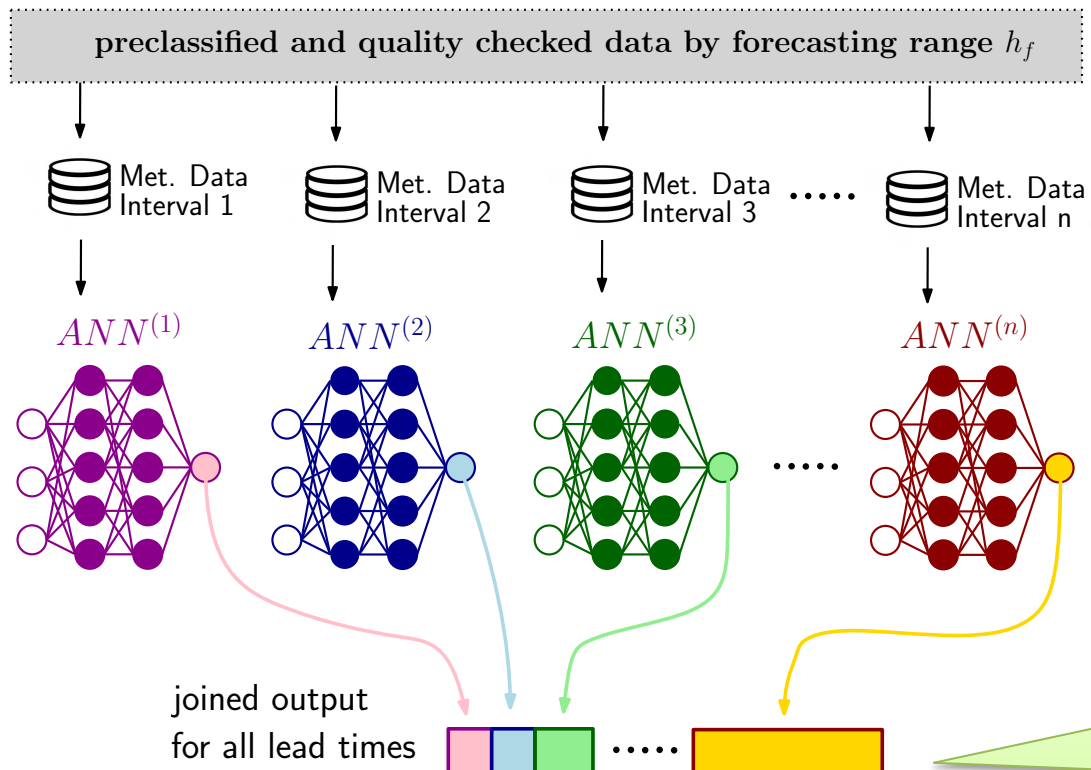 preclassified and quality checked data by forecasting range h_f
Met. Data
Interval 1
Met. Data
Interval 2
Met. Data
Interval 3
.....
Met. Data
Interval n
ANN^(1)
ANN^(2)
ANN^(3)
ANN^(n)
.....
joined output
for all lead times
.....